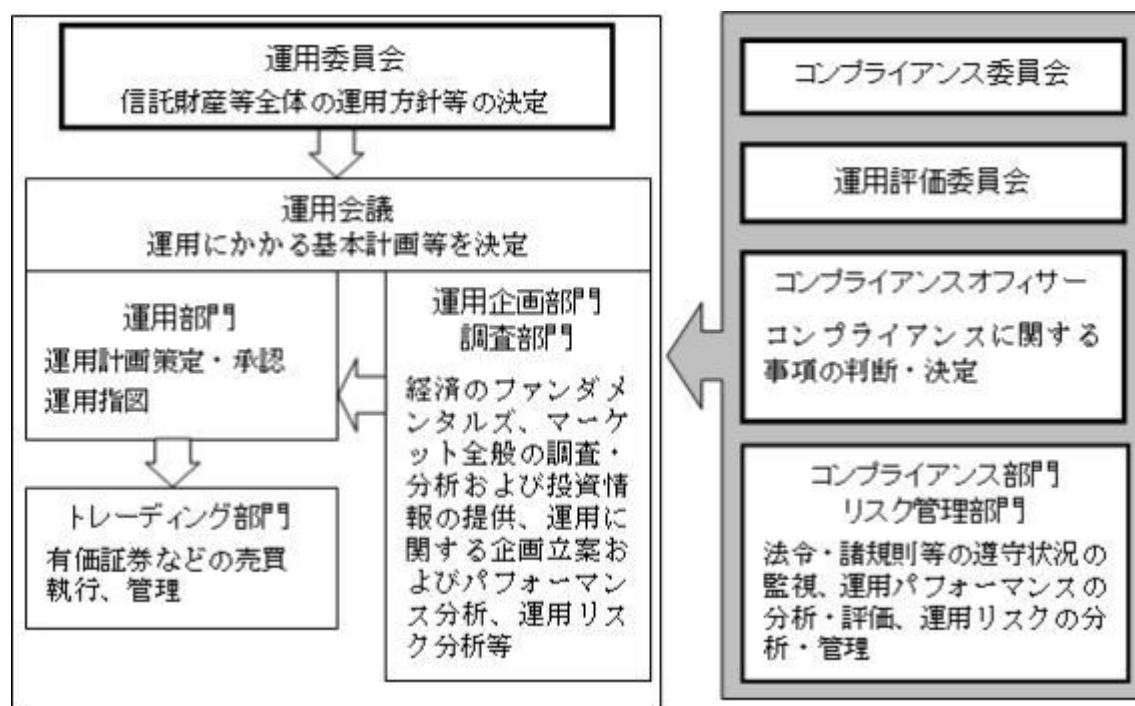 運用委員会
信託財産等全体の運用方針等の決定
運用会議
運用にかかる基本計画等を決定
運用部門
運用計画策定・承認
運用指図
トレーディング部門
有価証券などの売買
執行、管理
運用企画部門
調査部門
経済のファンダメ
ンタルズ、マーケ
ット全般の調査・
分析および投資情
報の提供、運用に
関する企画立案お
よびパフォーマン
ス分析、運用リス
ク分析等
コンプライアンス委員会
運用評価委員会
コンプライアンスオフィサー
コンプライアンスに関する
事項の判断・決定
コンプライアンス部門
リスク管理部門
法令・諸規則等の遵守状況の
監視、運用パフォーマンスの
分析・評価、運用リスクの分
析・管理